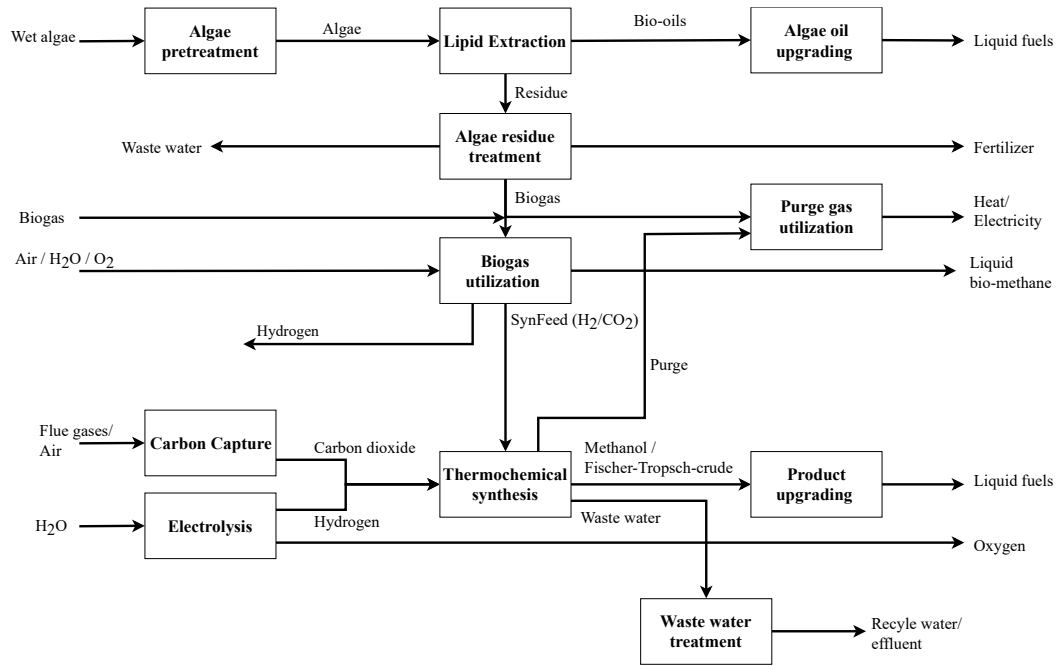 Wet algae
Algae
pretreatment
Algae
Lipid Extraction
Bio-oils
Algae oil
upgrading
Liquid fuels
Residue
Waste water
Algae residue
treatment
Fertilizer
Biogas
Biogas
Purge gas
utilization
Heat/
Electricity
Air / H2O / O2
Biogas
utilization
Liquid
bio-methane
Hydrogen
SynFeed (H2/CO2)
Purge
Flue gases/
Air
Carbon Capture
Carbon dioxide
Thermochemical
synthesis
Methanol /
Fischer-Tropsch-crude
Product
upgrading
Liquid fuels
H2O
Electrolysis
Hydrogen
Waste water
Oxygen
Waste water
treatment
Recyle water/
effluent